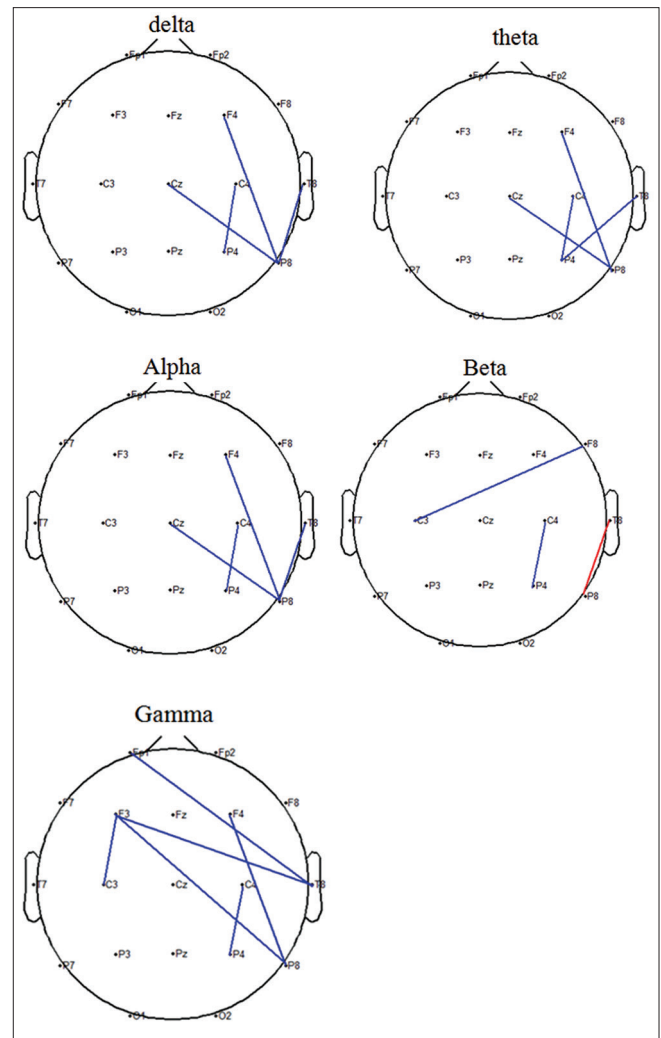 delta
Fp1 Fp2
F7 F3 Fz F4 F8
T7 C3 Cz C4 T8
P7 P3 Pz P4 P8
O1 O2
theta
Fp1 Fp2
F7 F3 Fz F4 F8
T7 C3 Cz C4 T8
P7 P3 Pz P4 P8
O1 O2
Alpha
Fp1 Fp2
F7 F3 Fz F4 F8
T7 C3 Cz C4 T8
P7 P3 Pz P4 P8
O1 O2
Beta
Fp1 Fp2
F7 F3 Fz F4 F8
T7 C3 Cz C4 T8
P7 P3 Pz P4 P8
O1 O2
Gamma
Fp1 Fp2
F7 F3 Fz F4 F8
T7 C3 Cz C4 T8
P7 P3 Pz P4 P8
O1 O2